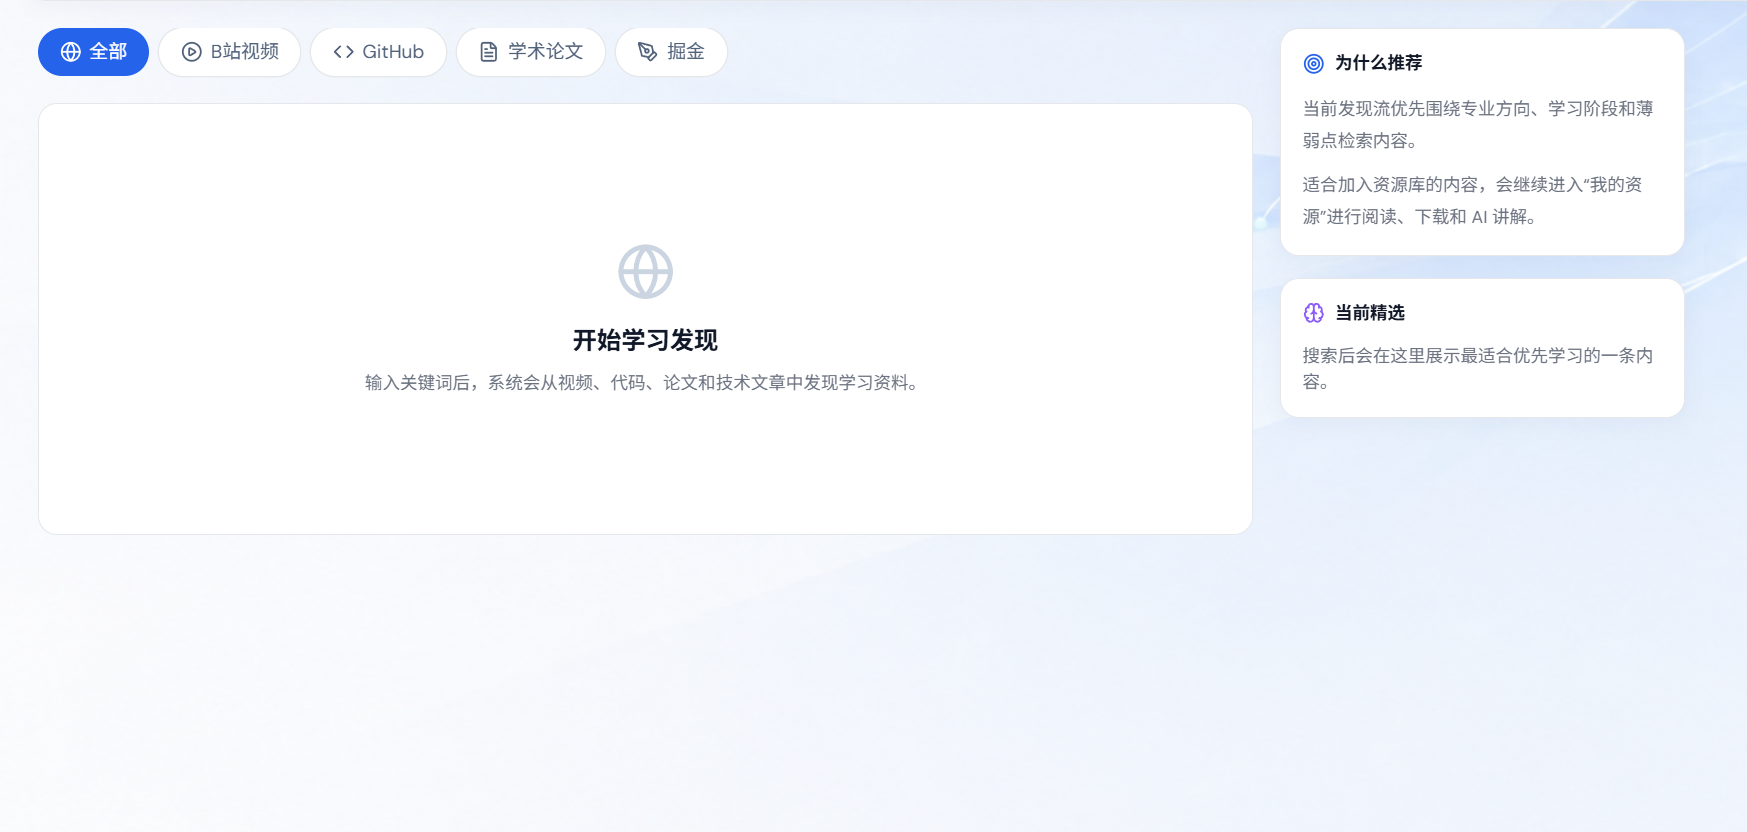 全部
B站视频
GitHub
学术论文
掘金
开始学习发现
输入关键词后，系统会从视频、代码、论文和技术文章中发现学习资料。
为什么推荐
当前发现流优先围绕专业方向、学习阶段和薄
弱点检索内容。
适合加入资源库的内容，会继续进入“我的资
源”进行阅读、下载和 AI 讲解。
当前精选
搜索后会在这里展示最适合优先学习的一条内
容。